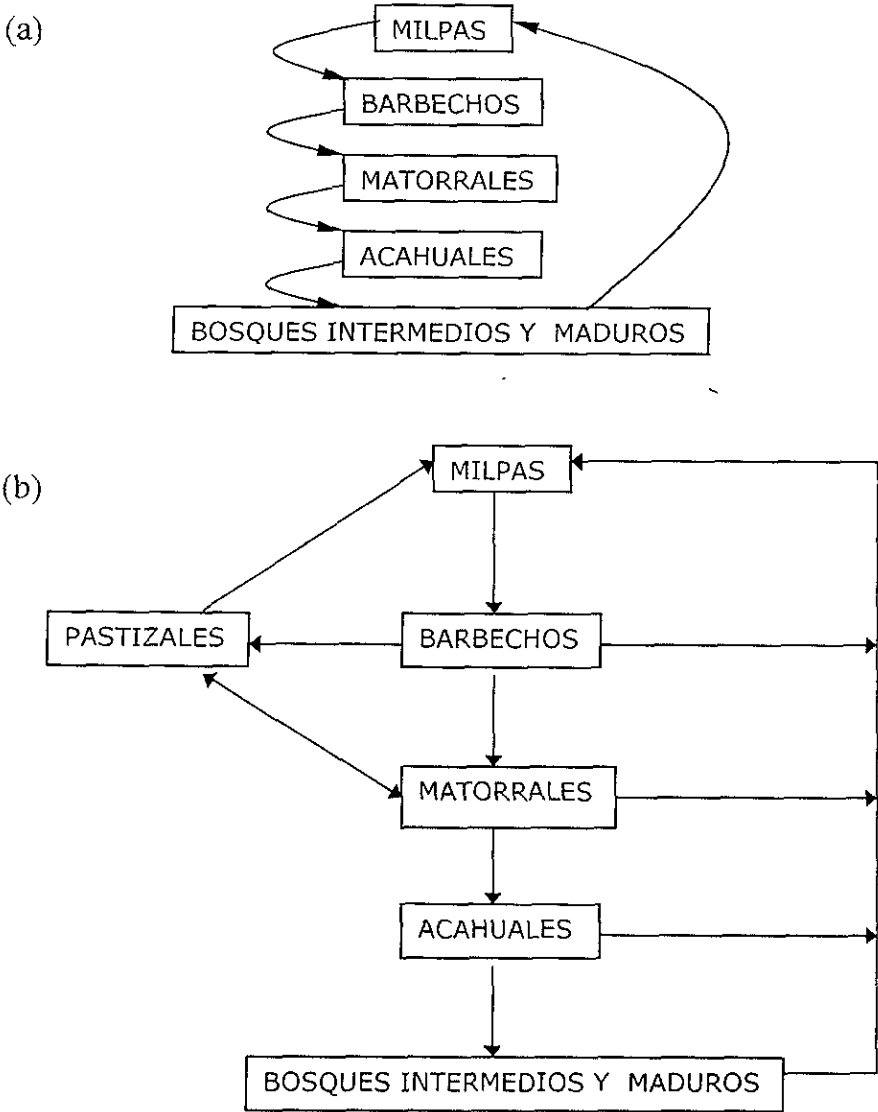 (a)
MILPAS
BARBECHOS
MATORRALES
ACAHUALES
BOSQUES INTERMEDIOS Y MADUROS
(b)
MILPAS
PASTIZALES
BARBECHOS
MATORRALES
ACAHUALES
BOSQUES INTERMEDIOS Y MADUROS